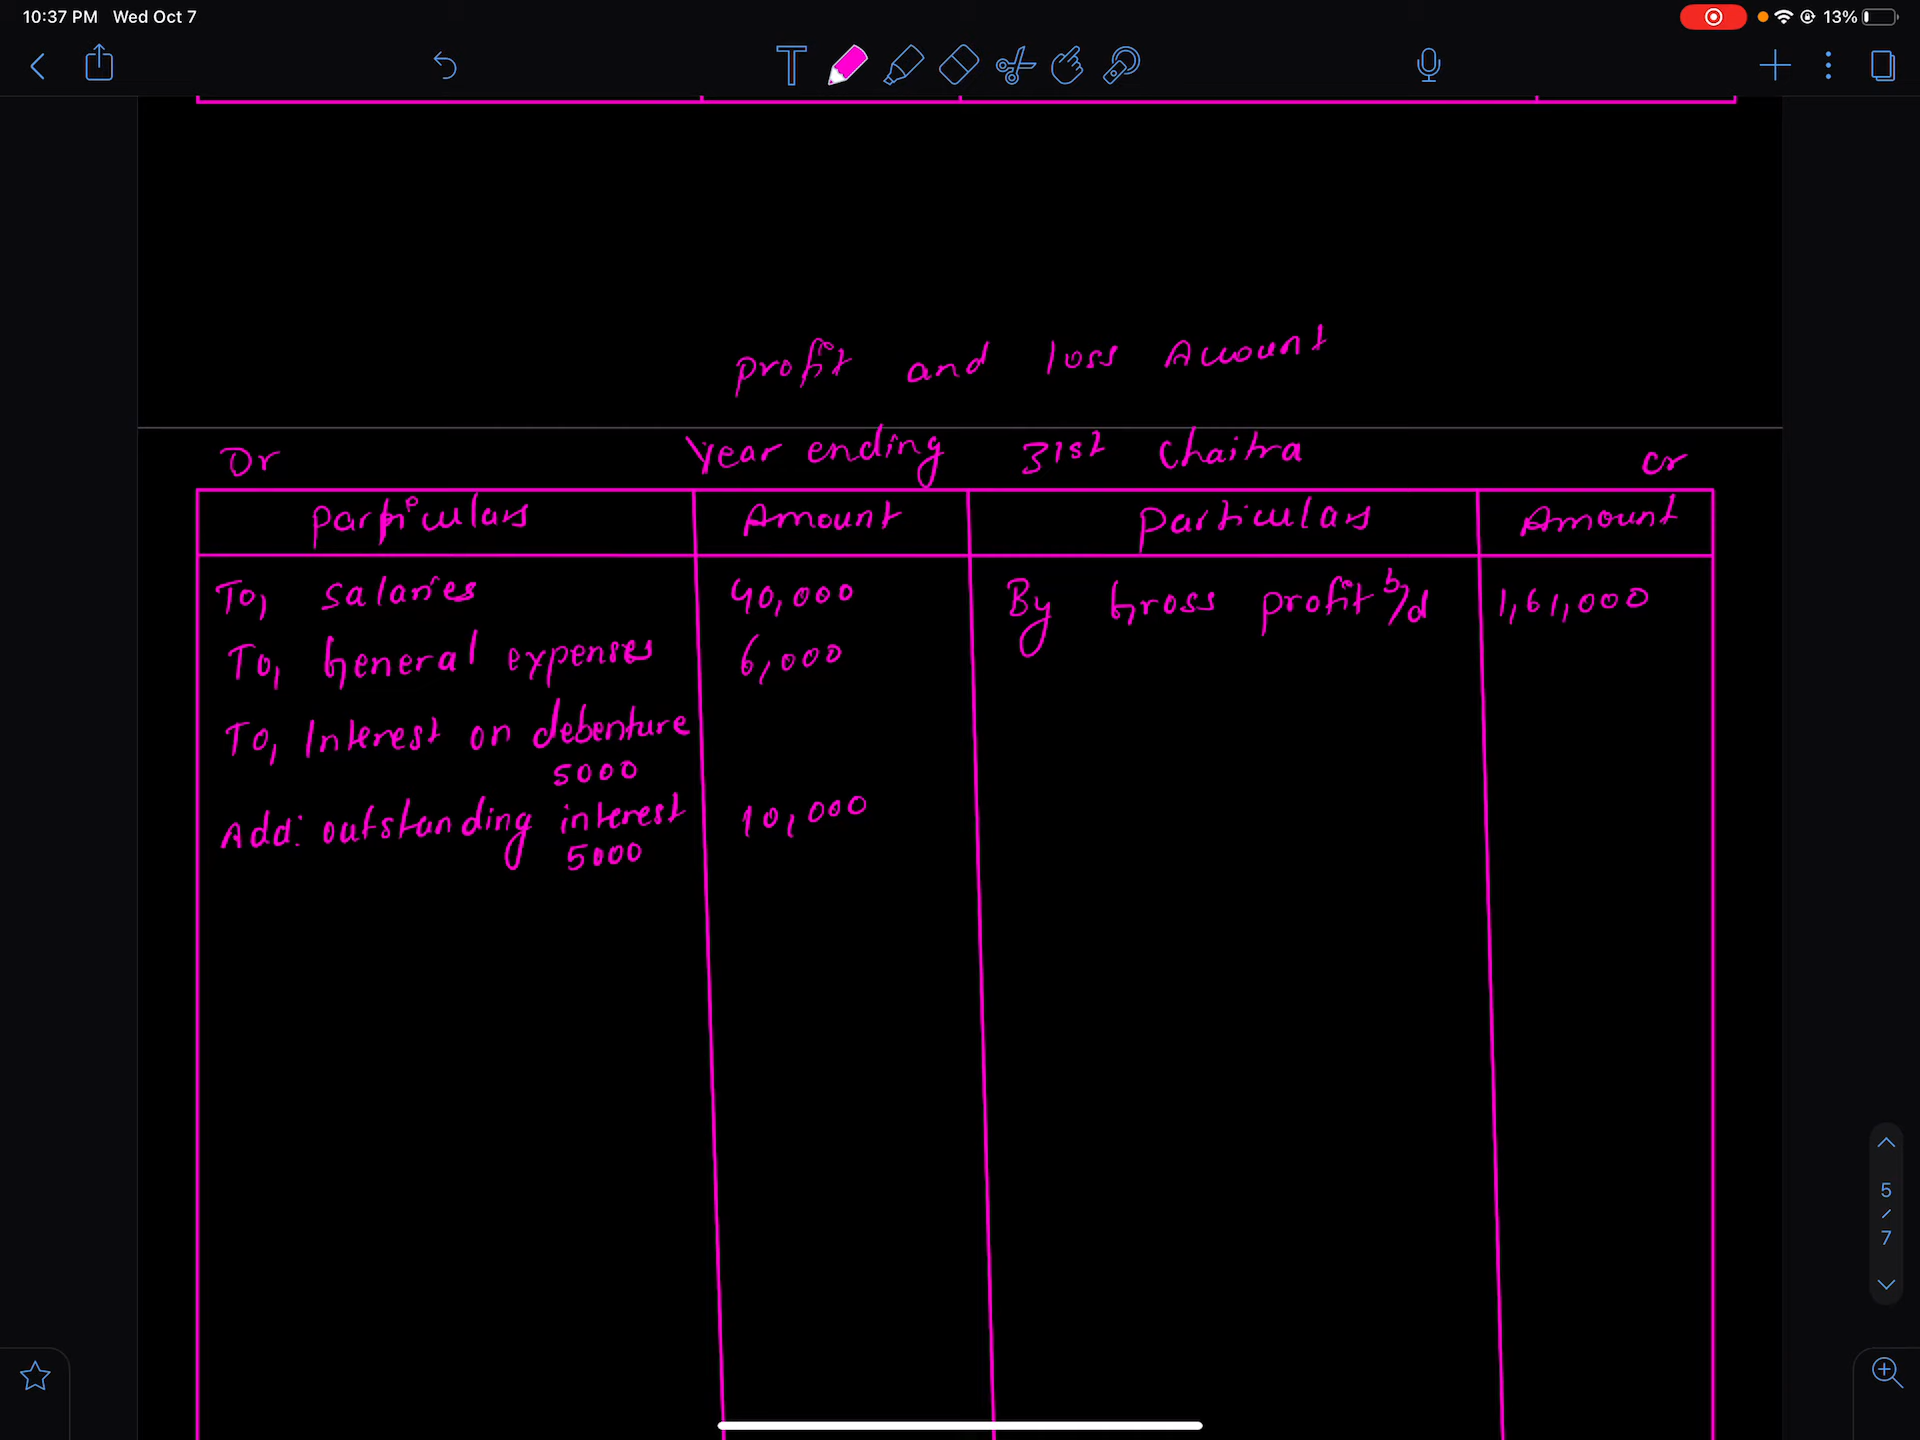 10:37 PM Wed Oct 7
13%
Profit and loss Account
Dr Year ending 31st Chaitra Cr
Particulars Amount Particulars Amount
To, Salaries 40,000 By Gross profit b/d 1,61,000
To, General expenses 6,000
To, Interest on debenture
5000
Add: outstanding interest 10,000
5000
5
/
7